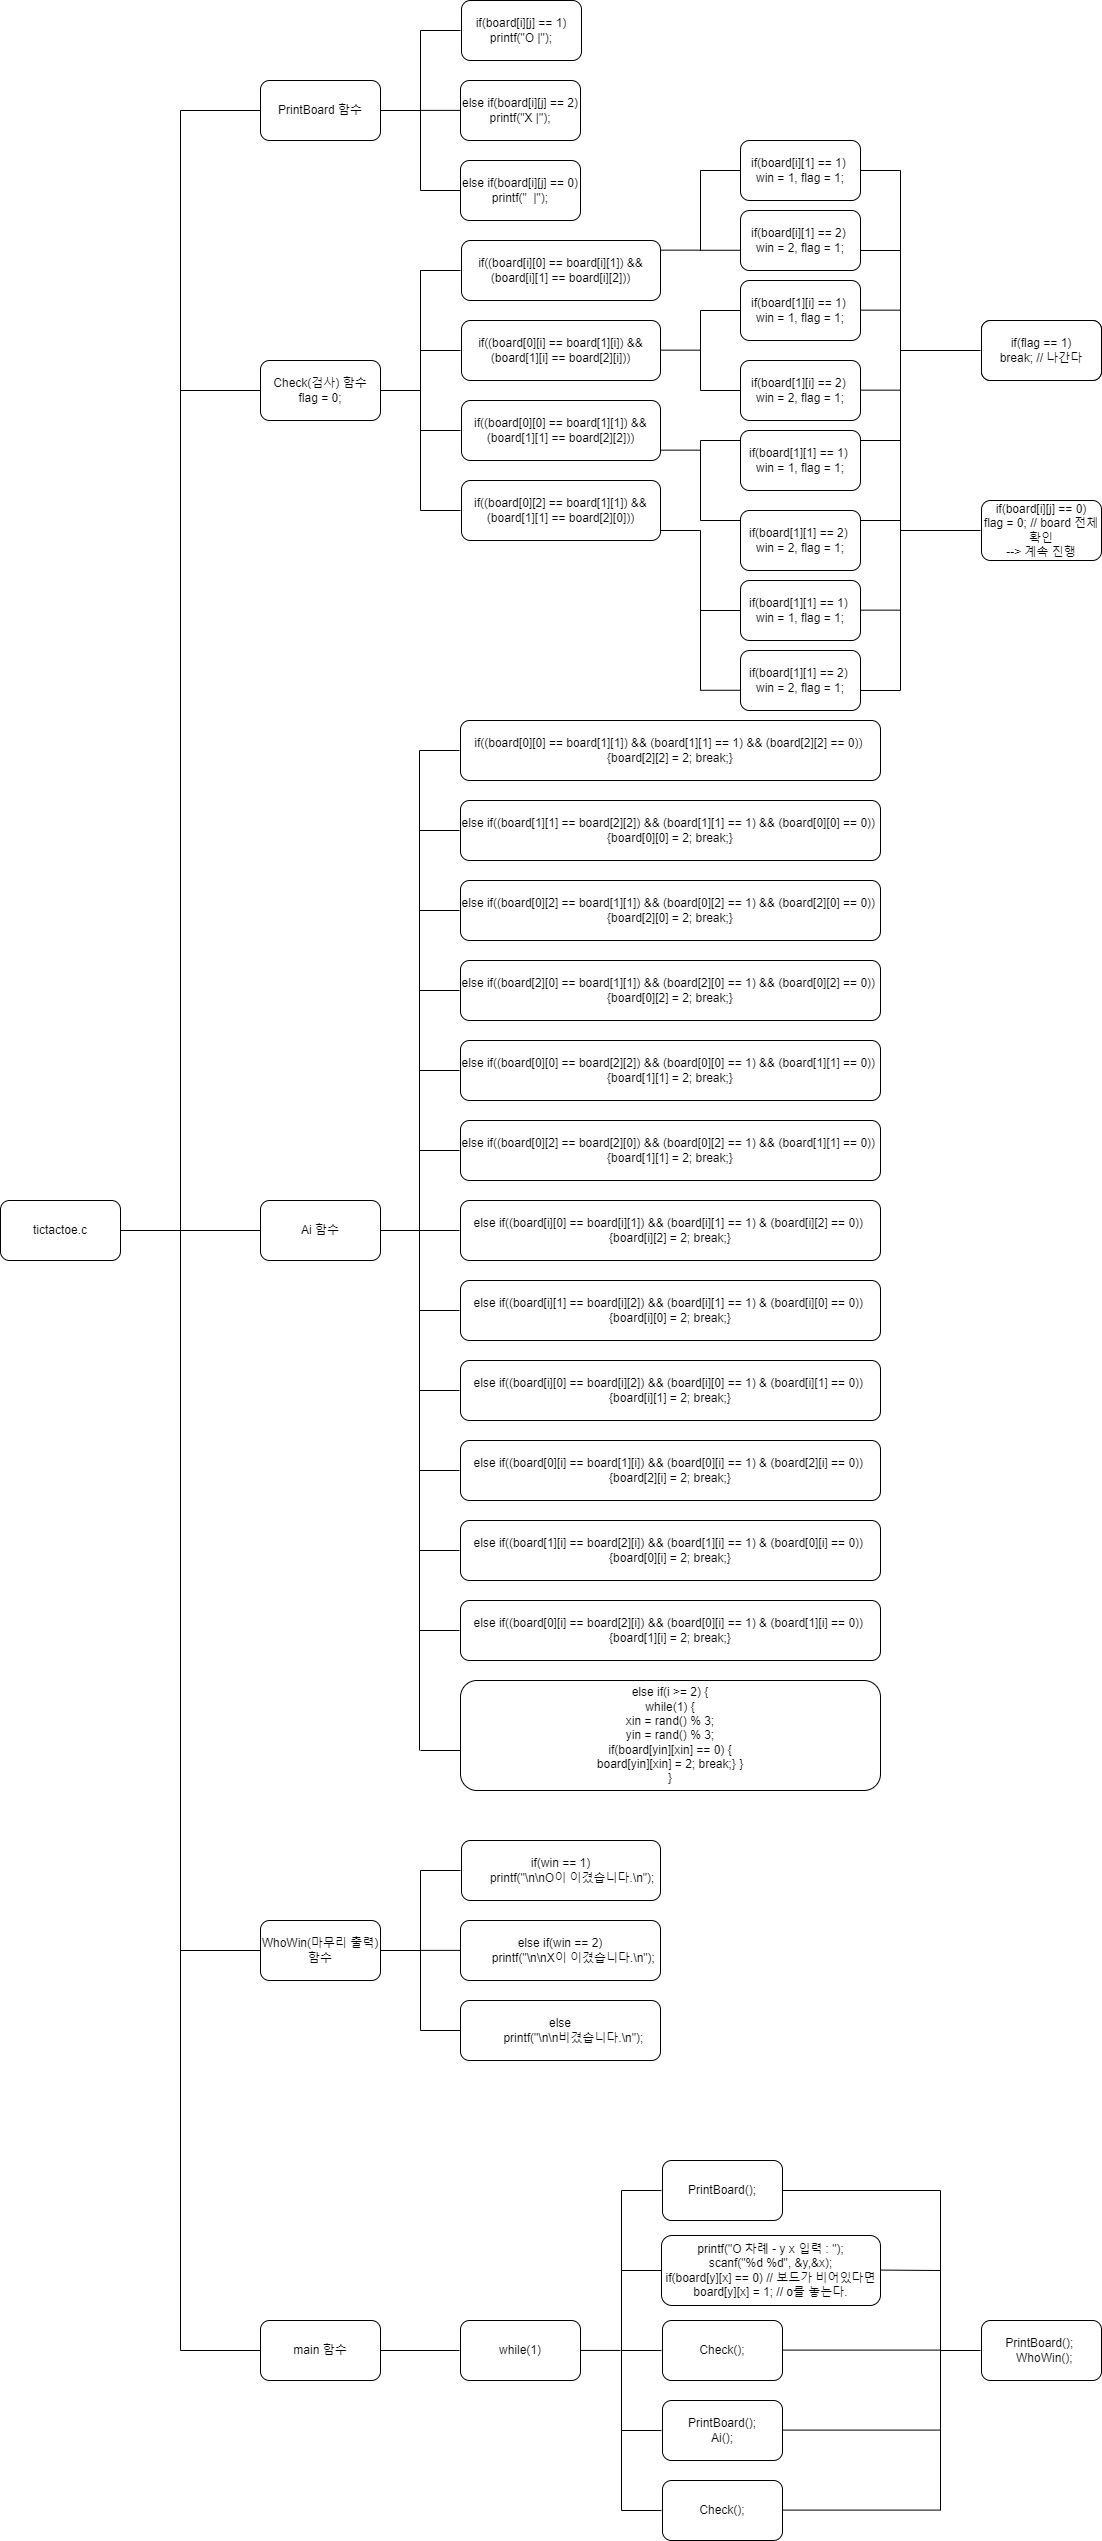 if(board[i][j] == 1)
printf("O |");
PrintBoard 함수
else if(board[i][j] == 2)
printf("X |");
else if(board[i][j] == 0)
printf("  |");
if(board[i][1] == 1)
win = 1, flag = 1;
if(board[i][1] == 2)
win = 2, flag = 1;
if((board[i][0] == board[i][1]) &&
(board[i][1] == board[i][2]))
if(board[1][i] == 1)
win = 1, flag = 1;
if((board[0][i] == board[1][i]) &&
(board[1][i] == board[2][i]))
if(flag == 1)
break; // 나간다
Check(검사) 함수
flag = 0;
if(board[1][i] == 2)
win = 2, flag = 1;
if((board[0][0] == board[1][1]) &&
(board[1][1] == board[2][2]))
if(board[1][1] == 1)
win = 1, flag = 1;
if((board[0][2] == board[1][1]) &&
(board[1][1] == board[2][0]))
if(board[1][1] == 2)
win = 2, flag = 1;
if(board[i][j] == 0)
flag = 0; // board 전체
확인
--> 계속 진행
if(board[1][1] == 1)
win = 1, flag = 1;
if(board[1][1] == 2)
win = 2, flag = 1;
if((board[0][0] == board[1][1]) && (board[1][1] == 1) && (board[2][2] == 0))
{board[2][2] = 2; break;}
else if((board[1][1] == board[2][2]) && (board[1][1] == 1) && (board[0][0] == 0))
{board[0][0] = 2; break;}
else if((board[0][2] == board[1][1]) && (board[0][2] == 1) && (board[2][0] == 0))
{board[2][0] = 2; break;}
else if((board[2][0] == board[1][1]) && (board[2][0] == 1) && (board[0][2] == 0))
{board[0][2] = 2; break;}
else if((board[0][0] == board[2][2]) && (board[0][0] == 1) && (board[1][1] == 0))
{board[1][1] = 2; break;}
else if((board[0][2] == board[2][0]) && (board[0][2] == 1) && (board[1][1] == 0))
{board[1][1] = 2; break;}
tictactoe.c
Ai 함수
else if((board[i][0] == board[i][1]) && (board[i][1] == 1) & (board[i][2] == 0))
{board[i][2] = 2; break;}
else if((board[i][1] == board[i][2]) && (board[i][1] == 1) & (board[i][0] == 0))
{board[i][0] = 2; break;}
else if((board[i][0] == board[i][2]) && (board[i][0] == 1) & (board[i][1] == 0))
{board[i][1] = 2; break;}
else if((board[0][i] == board[1][i]) && (board[0][i] == 1) & (board[2][i] == 0))
{board[2][i] = 2; break;}
else if((board[1][i] == board[2][i]) && (board[1][i] == 1) & (board[0][i] == 0))
{board[0][i] = 2; break;}
else if((board[0][i] == board[2][i]) && (board[0][i] == 1) & (board[1][i] == 0))
{board[1][i] = 2; break;}
else if(i >= 2) {
while(1) {
xin = rand() % 3;
yin = rand() % 3;
if(board[yin][xin] == 0) {
board[yin][xin] = 2; break;} }
}
if(win == 1)
printf("\n\nO이 이겼습니다.\n");
WhoWin(마무리 출력)
함수
else if(win == 2)
printf("\n\nX이 이겼습니다.\n");
else
printf("\n\n비겼습니다.\n");
PrintBoard();
printf("O 차례 - y x 입력 : ");
scanf("%d %d", &y,&x);
if(board[y][x] == 0) // 보드가 비어있다면
board[y][x] = 1; // o를 놓는다.
main 함수
while(1)
Check();
PrintBoard();
WhoWin();
PrintBoard();
Ai();
Check();